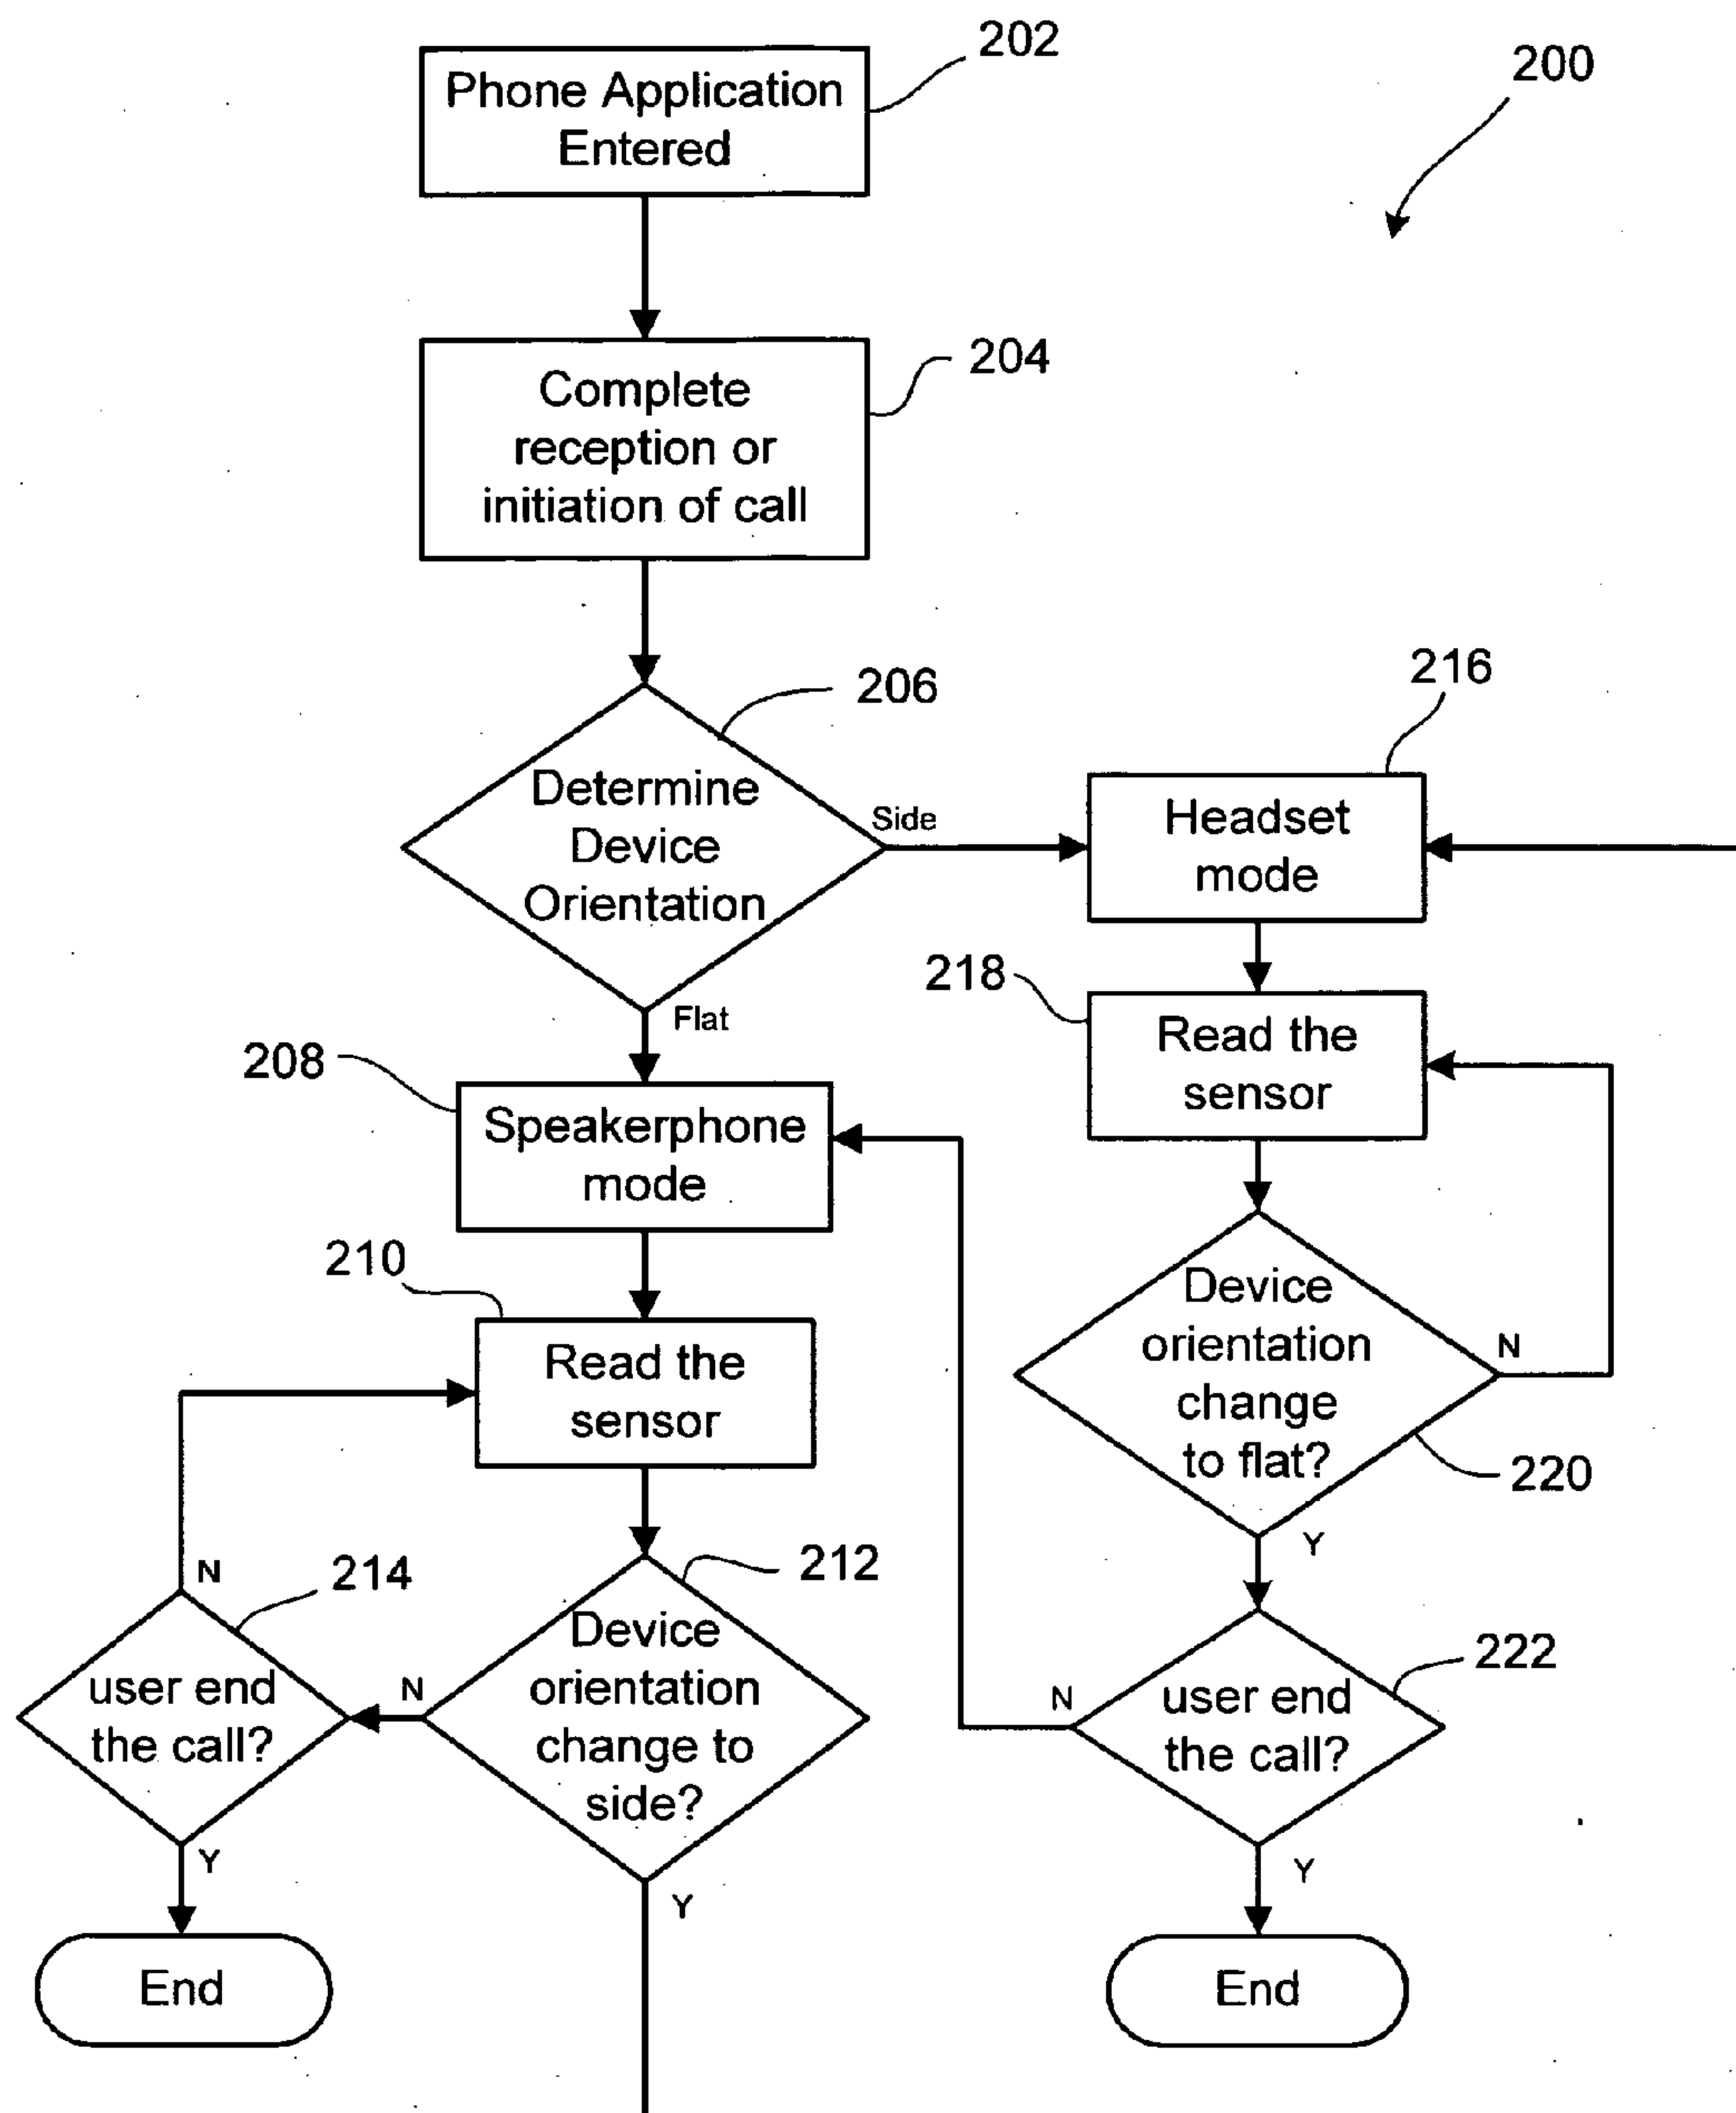 202
200
Phone Application
Entered
204
Complete
reception or
initiation of call
206
Determine
Device
Orientation
Side
Flat
216
Headset
mode
218
Read the
sensor
208
Speakerphone
mode
210
Read the
sensor
Device
orientation
change
to flat?
N
220
Y
212
Device
orientation
change to
side?
N
Y
214
N
user end
the call?
Y
End
222
N
user end
the call?
Y
End